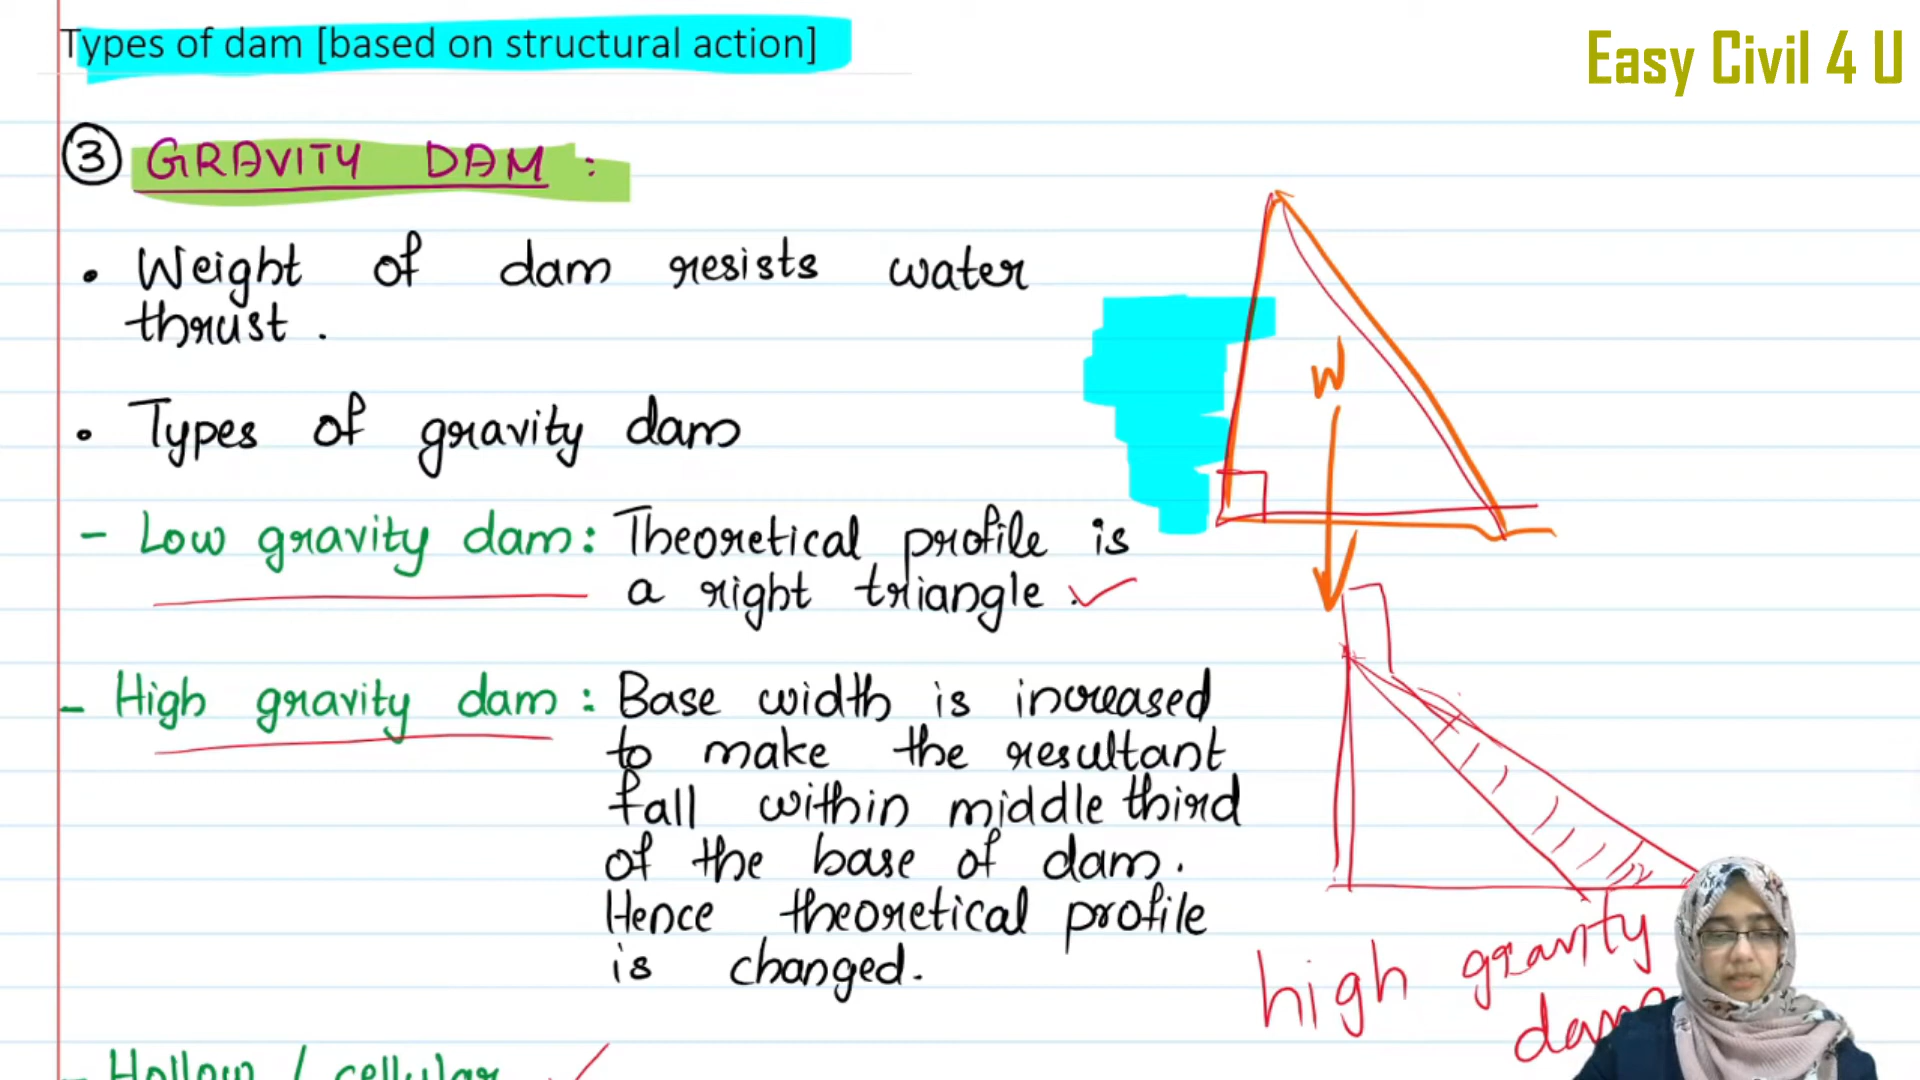 Types of dam [based on structural action]
Easy Civil 4 U
3 GRAVITY DAM :
• Weight of dam resists water
thrust.
• Types of gravity dam
- Low gravity dam: Theoretical profile is
a right triangle.
- High gravity dam: Base width is increased
to make the resultant
fall within middle third
of the base of dam.
Hence theoretical profile
is changed.
- Hollow / cellular
W
high gravity
dam